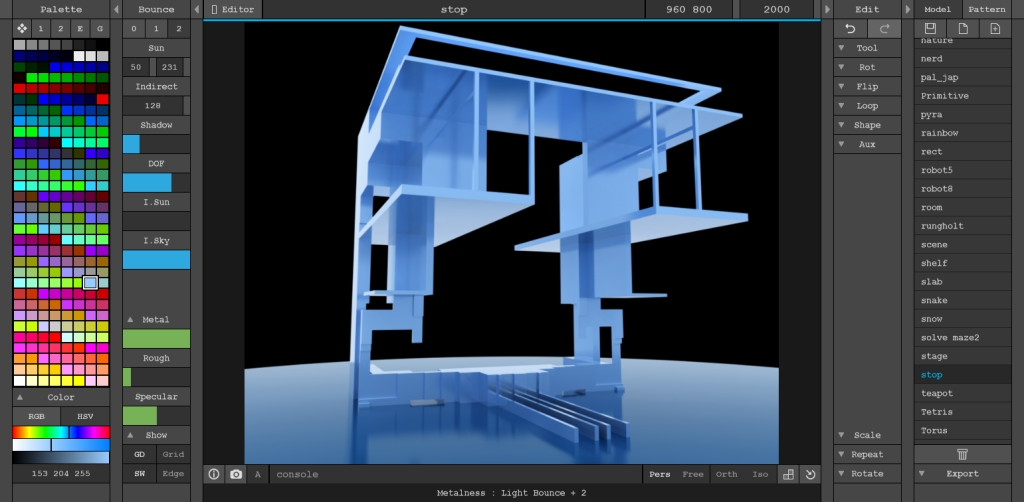 Palette
1 2 E G
Color
RGB HSV
153 204 255
Bounce
0 1 2
Sun
50 231
Indirect
128
Shadow
DOF
I.Sun
I.Sky
Metal
Rough
Specular
Show
GD Grid
SW Edge
Editor stop 960 800 2000
A console Pers Free Orth Iso
Metalness : Light Bounce + 2
Edit
Tool
Rot
Flip
Loop
Shape
Aux
Scale
Repeat
Rotate
Model Pattern
nature
nerd
pal_jap
Primitive
pyra
rainbow
rect
robot5
robot8
room
rungholt
scene
shelf
slab
snake
snow
solve maze2
stage
stop
teapot
Tetris
Torus
Export